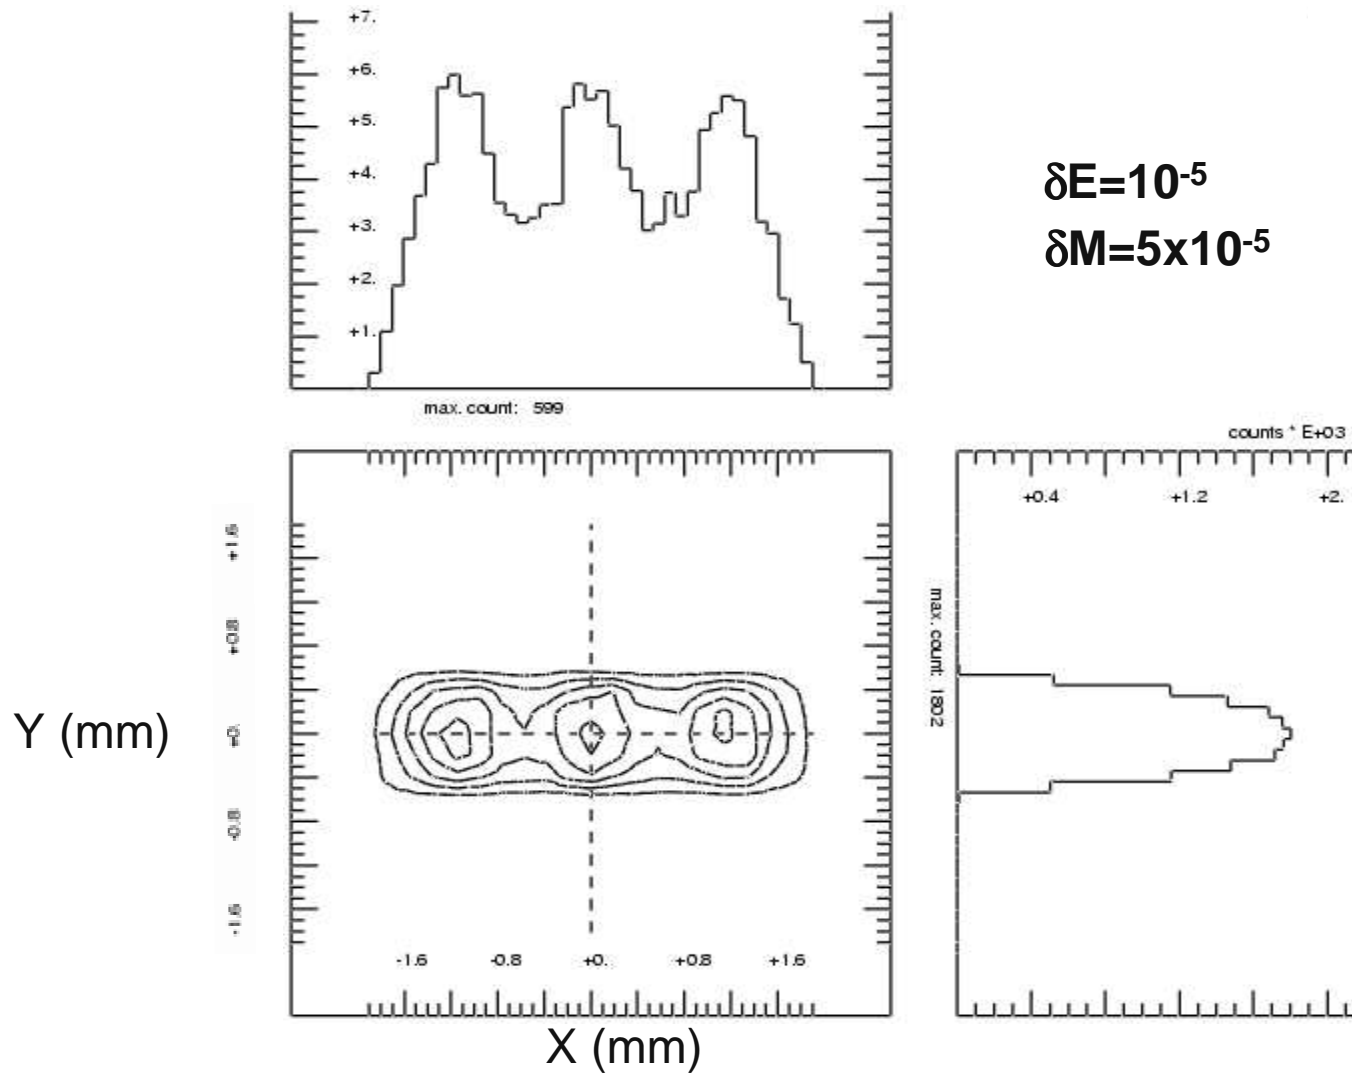 +7.
+6.
+5.
+4.
+3.
+2.
+1.
max. count: 599
δE=10⁻⁵
δM=5x10⁻⁵
counts * E+03
+0.4 +1.2 +2.
max. count: 1802
+1.6
+0.8
+0.
-0.8
-1.6
Y (mm)
-1.6 -0.8 +0. +0.8 +1.6
X (mm)